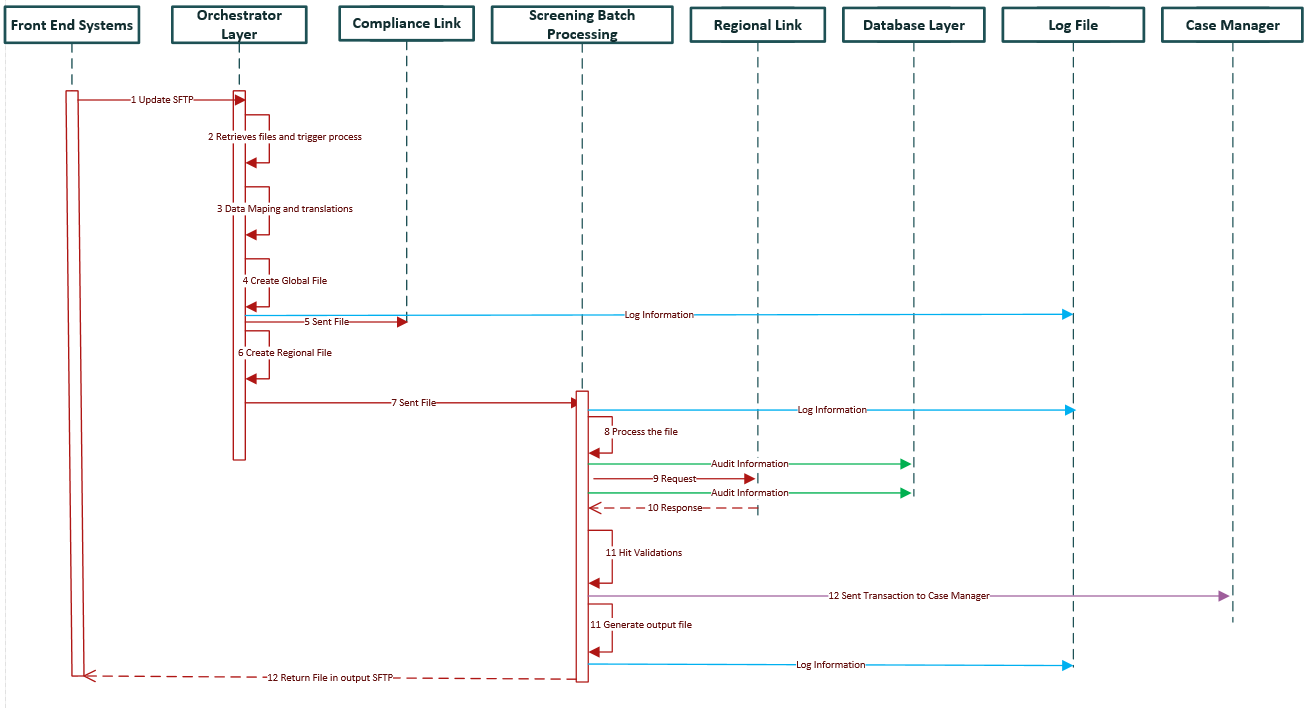 Front End Systems
Orchestrator
Layer
Compliance Link
Screening Batch
Processing
Regional Link
Database Layer
Log File
Case Manager
1 Update SFTP
2 Retrieves files and trigger process
3 Data Maping and translations
4 Create Global File
Log Information
5 Sent File
6 Create Regional File
7 Sent File
Log Information
8 Process the file
Audit Information
9 Request
Audit Information
10 Response
11 Hit Validations
12 Sent Transaction to Case Manager
11 Generate output file
Log Information
12 Return File in output SFTP